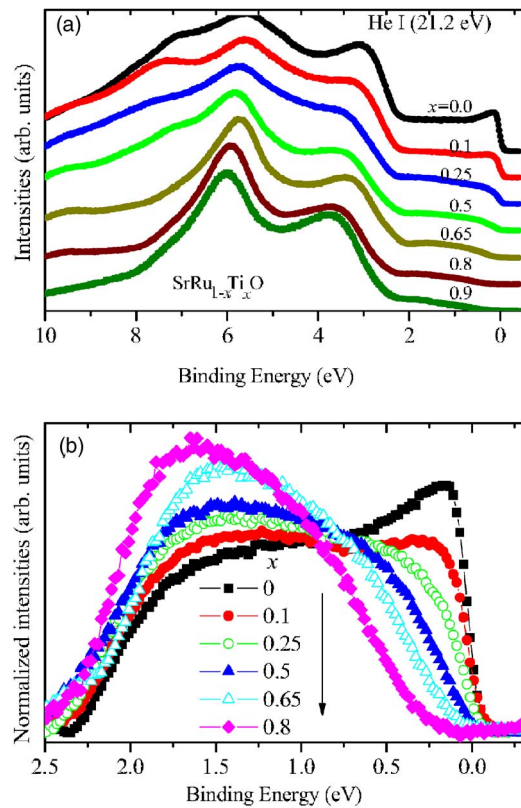 (a)
He I (21.2 eV)
x=0.0
0.1
0.25
0.5
0.65
0.8
0.9
SrRu1-xTixO
Intensities (arb. units)
10 8 6 4 2 0
Binding Energy (eV)
(b)
x
0
0.1
0.25
0.5
0.65
0.8
Normalized intensities (arb. units)
2.5 2.0 1.5 1.0 0.5 0.0
Binding Energy (eV)